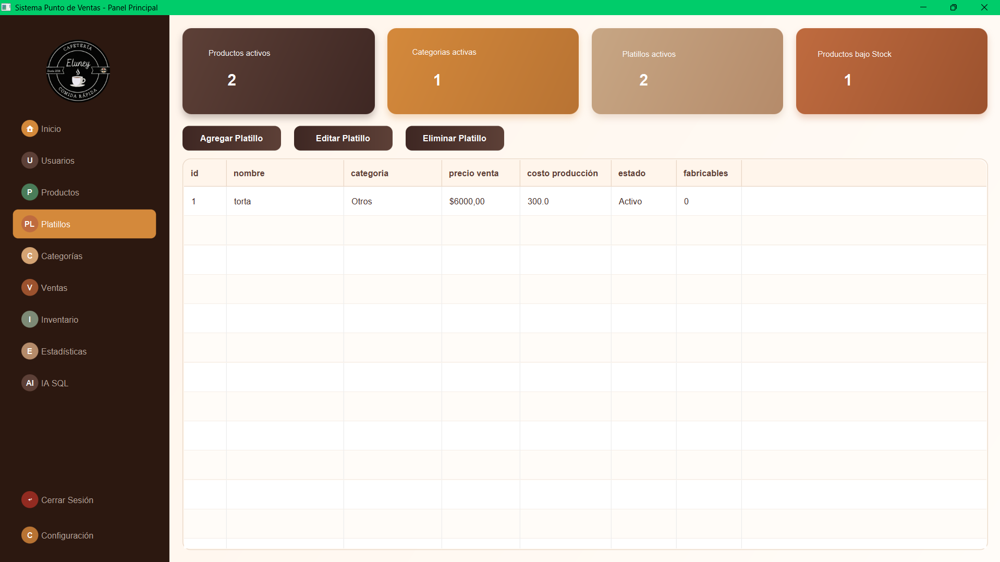 Sistema Punto de Ventas - Panel Principal
CAFETERÍA
Eluney
Desde 2018
COMIDA RÁPIDA
Inicio
U Usuarios
P Productos
PL Platillos
C Categorías
V Ventas
I Inventario
E Estadísticas
AI IA SQL
Cerrar Sesión
C Configuración
Productos activos
2
Categorias activas
1
Platillos activos
2
Productos bajo Stock
1
Agregar Platillo Editar Platillo Eliminar Platillo
id nombre categoria precio venta costo producción estado fabricables
1 torta Otros $6000,00 300.0 Activo 0